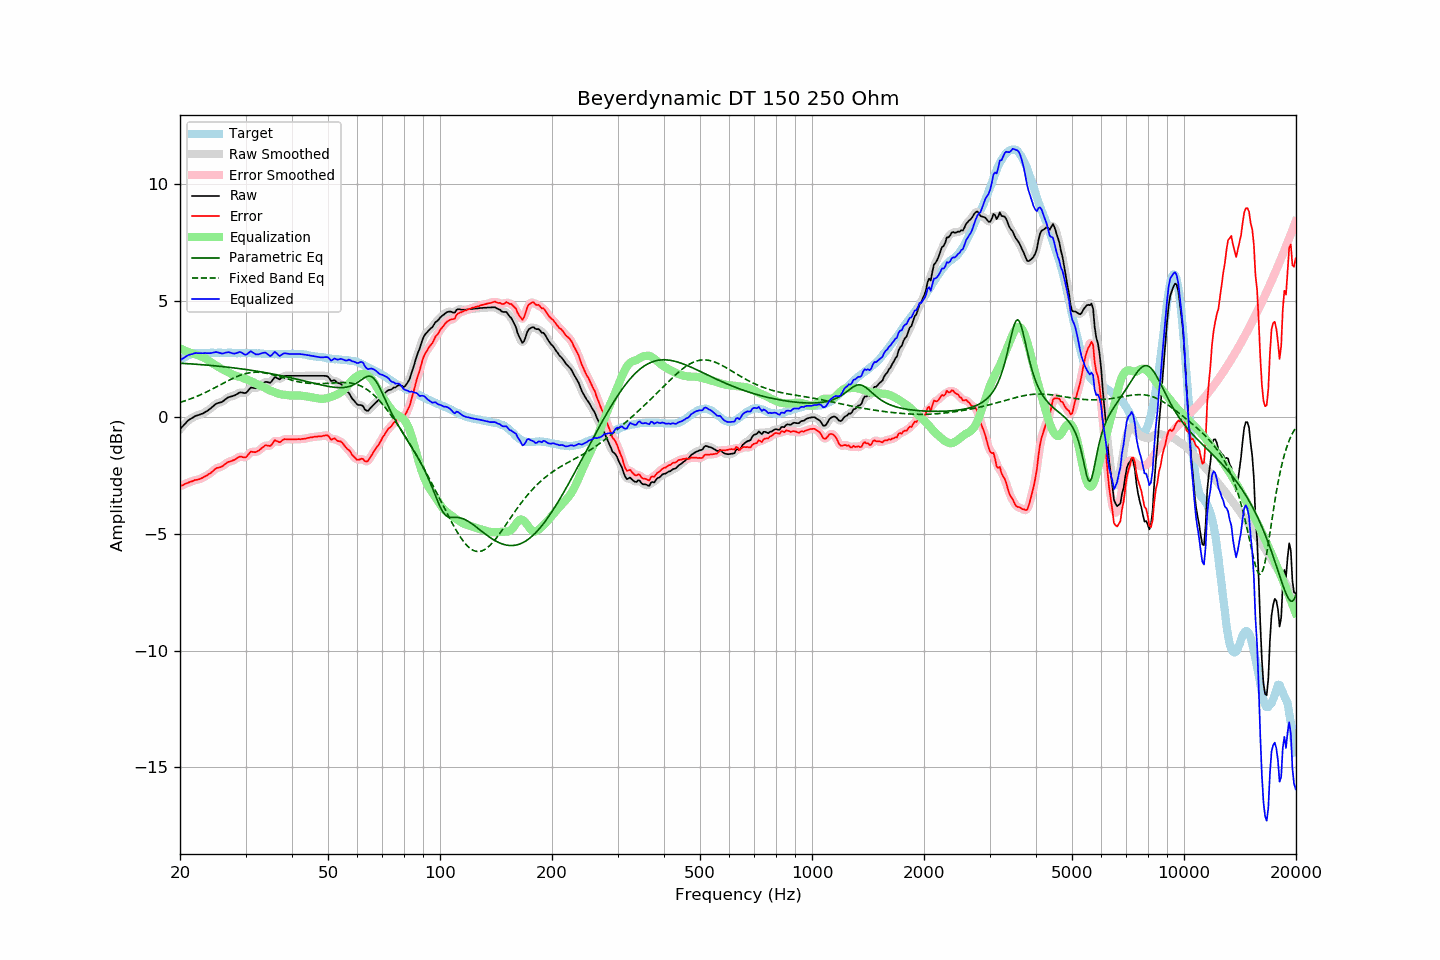 Beyerdynamic DT 150 250 Ohm
Target
Raw Smoothed
Error Smoothed
Raw
Error
Equalization
Parametric Eq
Fixed Band Eq
Equalized
Amplitude (dBr)
10
5
0
−5
−10
−15
20 50 100 200 500 1000 2000 5000 10000 20000
Frequency (Hz)